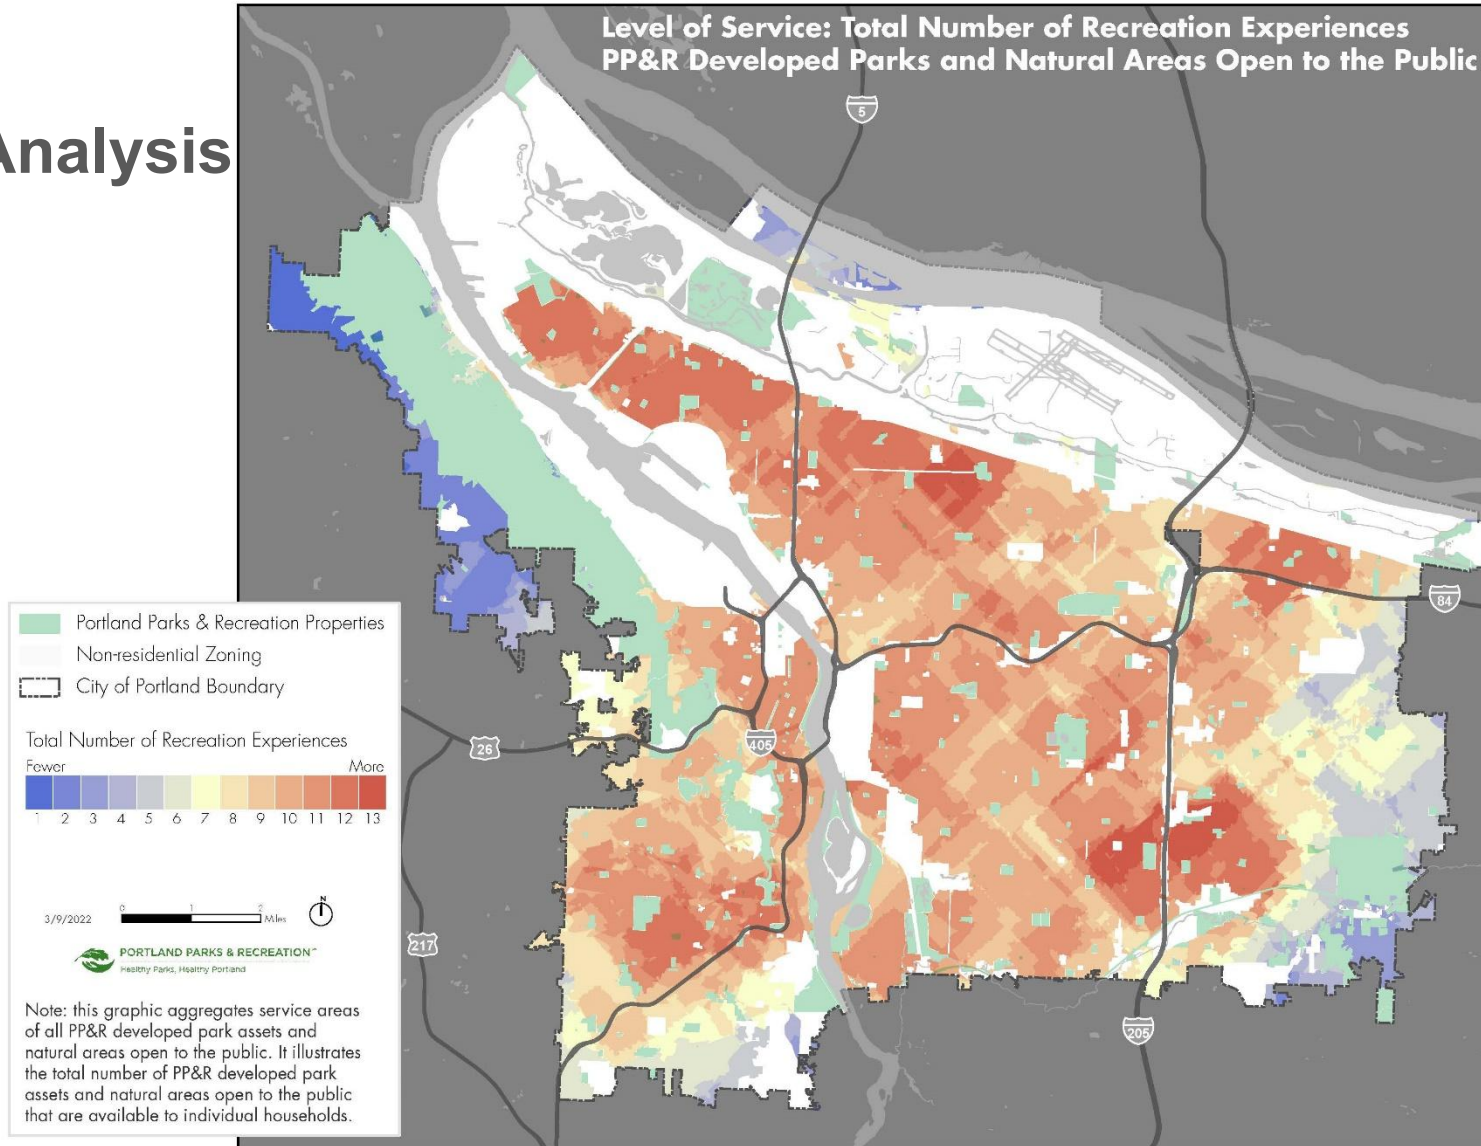 Analysis
Level of Service: Total Number of Recreation Experiences
PP&R Developed Parks and Natural Areas Open to the Public
5
84
26
405
217
205
Portland Parks & Recreation Properties
Non-residential Zoning
City of Portland Boundary
Total Number of Recreation Experiences
Fewer More
1 2 3 4 5 6 7 8 9 10 11 12 13
3/9/2022
0 1 2 Miles
N
PORTLAND PARKS & RECREATION
Healthy Parks, Healthy Portland
Note: this graphic aggregates service areas
of all PP&R developed park assets and
natural areas open to the public. It illustrates
the total number of PP&R developed park
assets and natural areas open to the public
that are available to individual households.